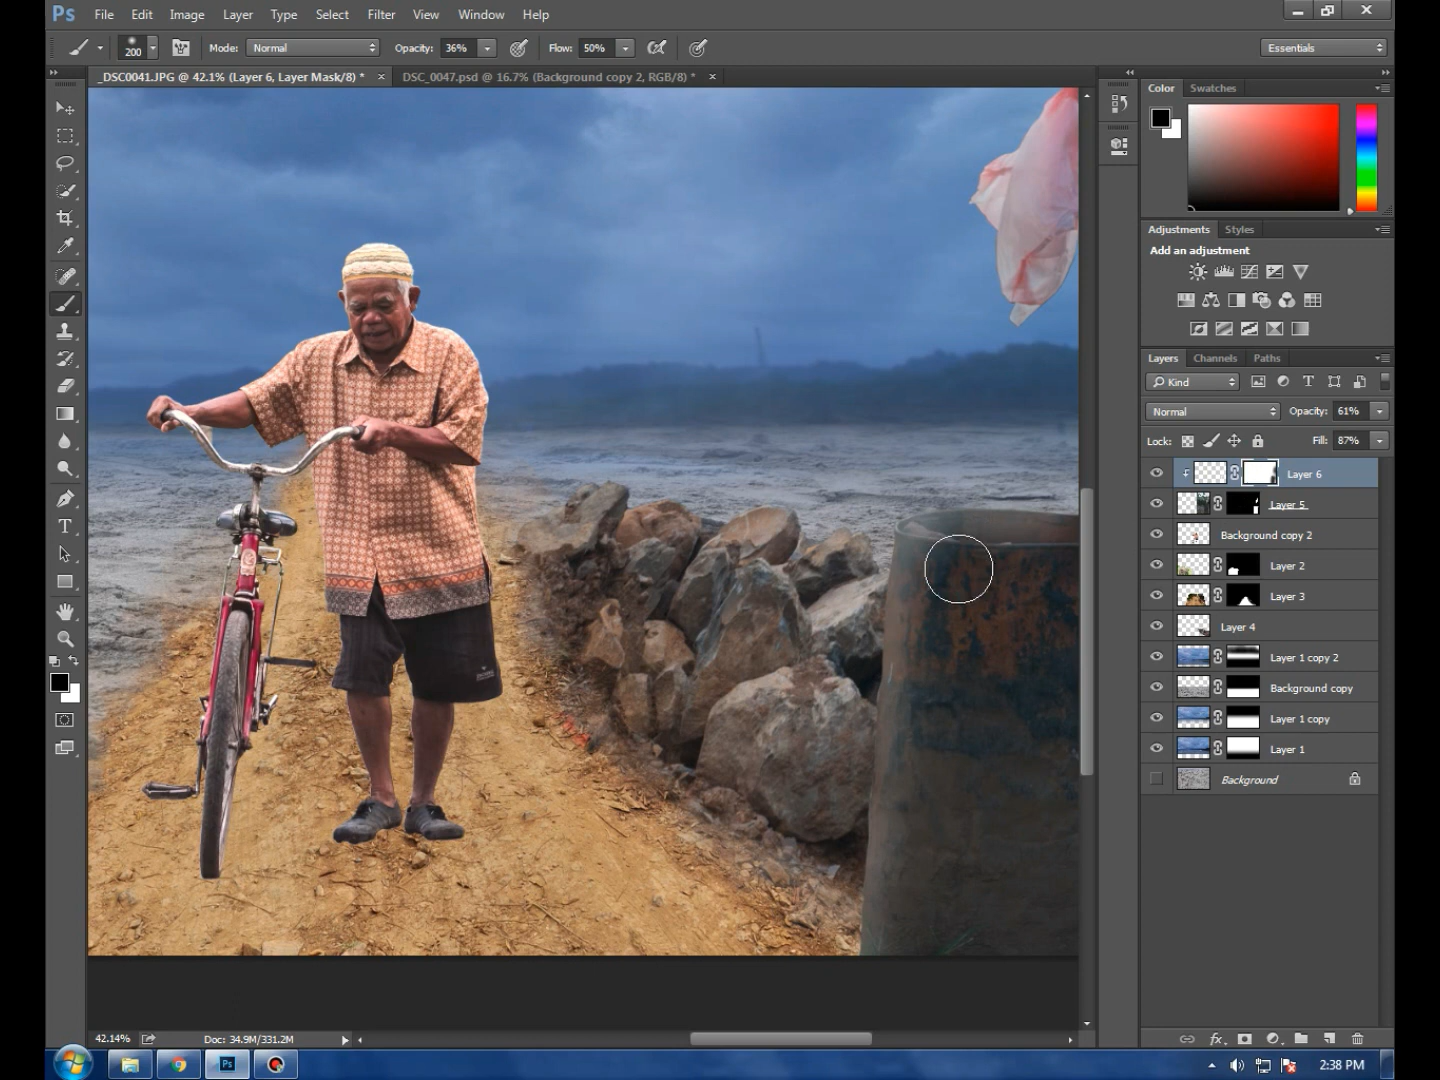 Ps File Edit Image Layer Type Select Filter View Window Help
200 Mode: Normal Opacity: 36% Flow: 50% Essentials
_DSC0041.JPG @ 42.1% (Layer 6, Layer Mask/8) * × DSC_0047.psd @ 16.7% (Background copy 2, RGB/8) * ×
Color Swatches
Adjustments Styles
Add an adjustment
Layers Channels Paths
Kind
Normal Opacity: 61%
Lock: Fill: 87%
Layer 6
Layer 5
Background copy 2
Layer 2
Layer 3
Layer 4
Layer 1 copy 2
Background copy
Layer 1 copy
Layer 1
Background
42.14% Doc: 34.9M/331.2M
fx
Ps 2:38 PM